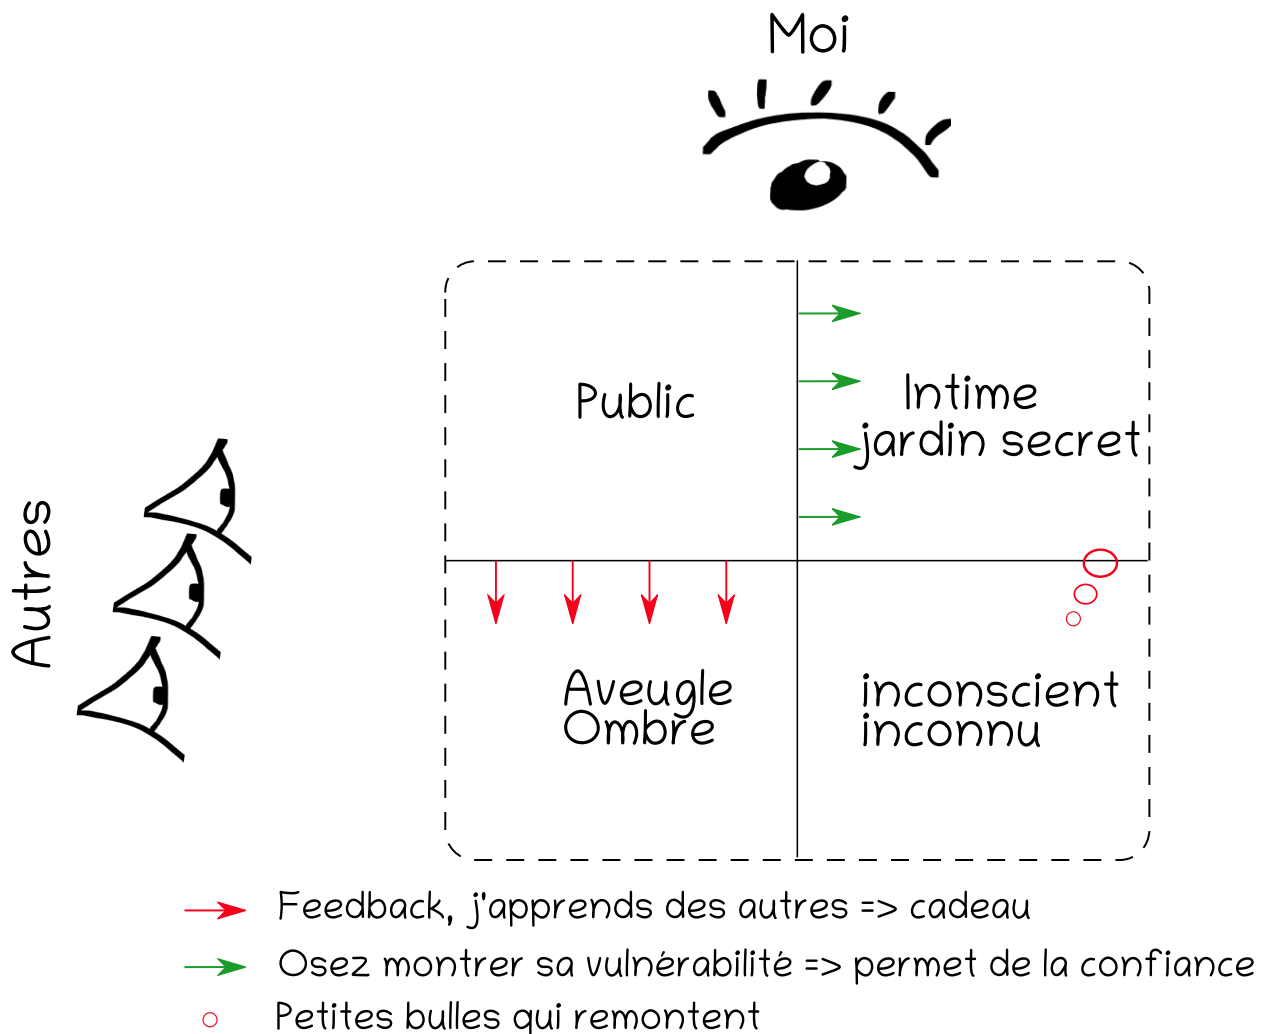 Moi
Public
Intime
jardin secret
Autres
Aveugle
Ombre
inconscient
inconnu
Feedback, j'apprends des autres => cadeau
Osez montrer sa vulnérabilité => permet de la confiance
Petites bulles qui remontent